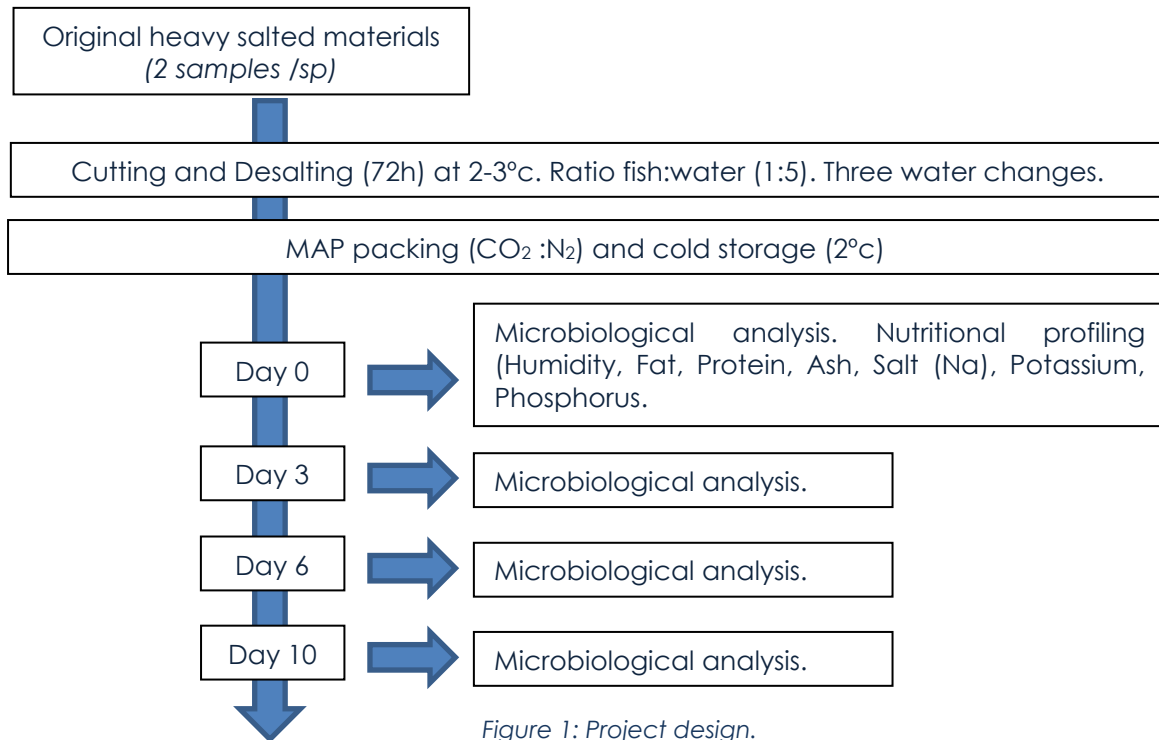 Original heavy salted materials
(2 samples /sp)
Cutting and Desalting (72h) at 2-3ºc. Ratio fish:water (1:5). Three water changes.
MAP packing (CO₂ :N₂) and cold storage (2ºc)
Microbiological analysis. Nutritional profiling
(Humidity, Fat, Protein, Ash, Salt (Na), Potassium,
Phosphorus.
Day 0
Day 3
Microbiological analysis.
Day 6
Microbiological analysis.
Day 10
Microbiological analysis.
Figure 1: Project design.